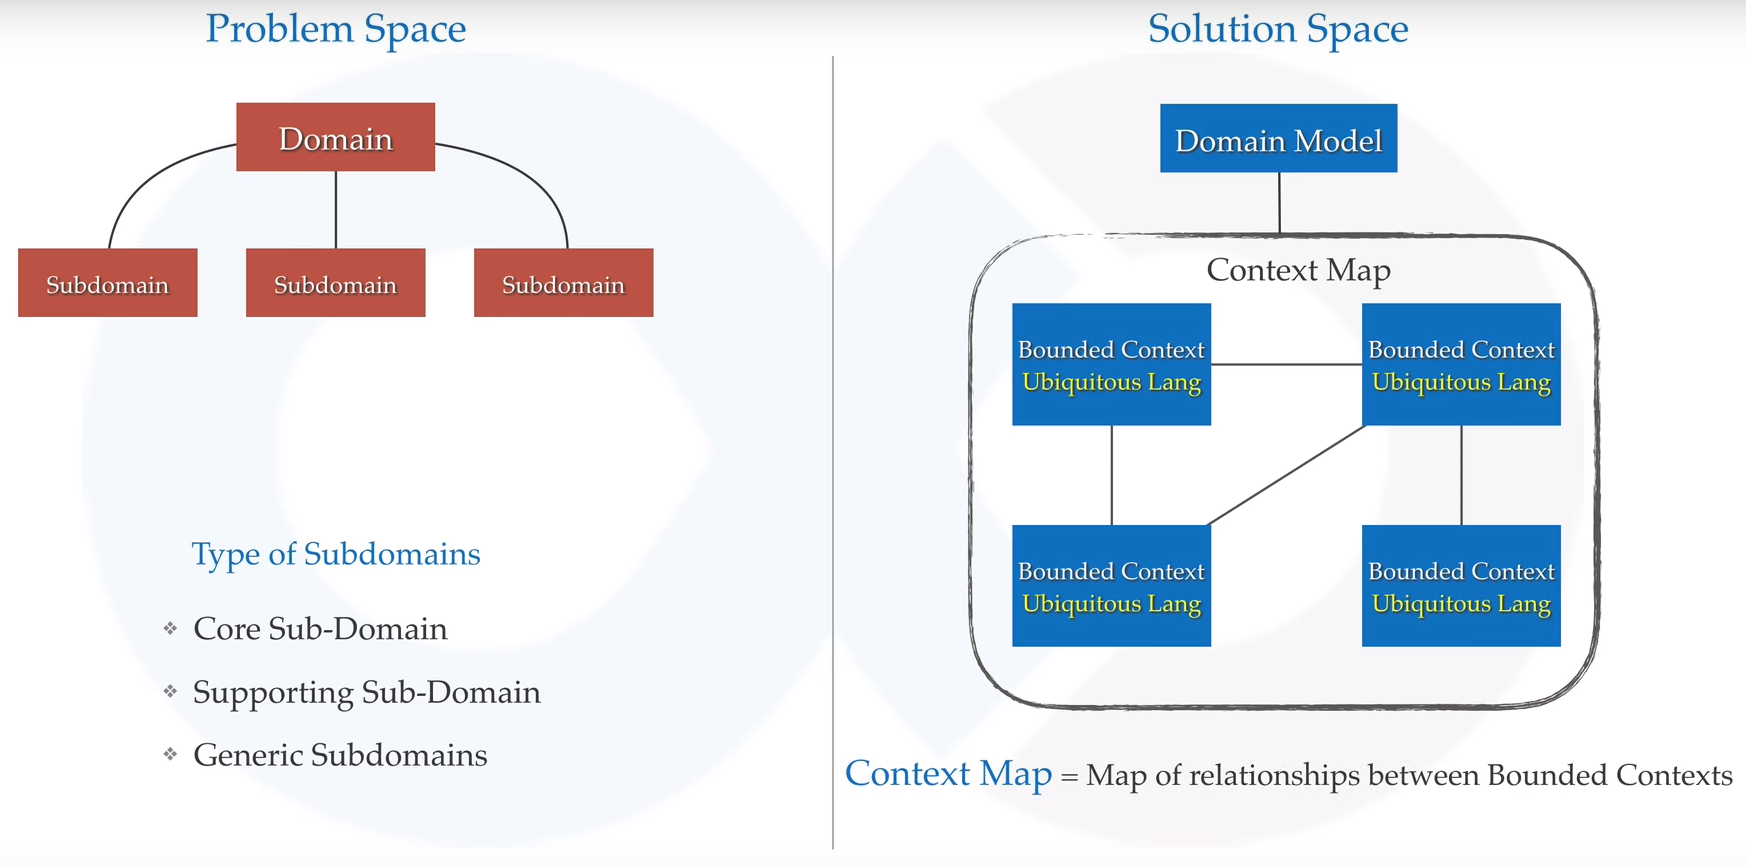 Problem Space
Domain
Subdomain
Subdomain
Subdomain
Type of Subdomains
❖ Core Sub-Domain
❖ Supporting Sub-Domain
❖ Generic Subdomains
Solution Space
Domain Model
Context Map
Bounded Context
Ubiquitous Lang
Bounded Context
Ubiquitous Lang
Bounded Context
Ubiquitous Lang
Bounded Context
Ubiquitous Lang
Context Map = Map of relationships between Bounded Contexts